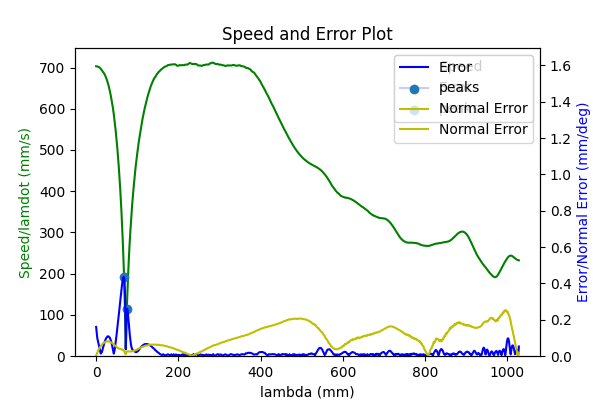 Speed and Error Plot
Speed/lamdot (mm/s)
700
600
500
400
300
200
100
0
Error
peaks
Normal Error
Normal Error
1.6
1.4
1.2
1.0
0.8
0.6
0.4
0.2
0.0
Error/Normal Error (mm/deg)
0
200
400
600
800
1000
lambda (mm)